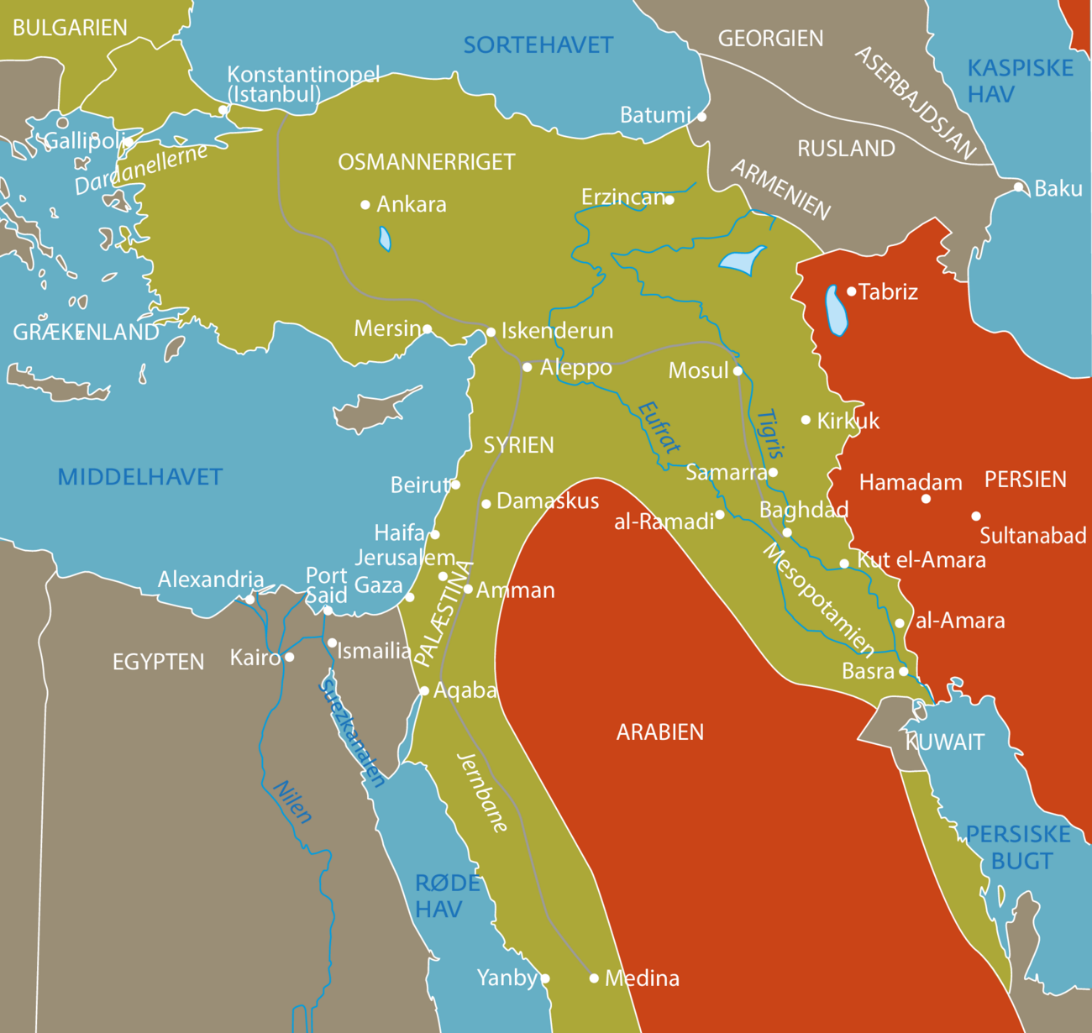 BULGARIEN
SORTEHAVET
GEORGIEN
ASERBAJDSJAN
KASPISKE
HAV
Konstantinopel
(Istanbul)
Batumi
Gallipoli
Dardanellerne
OSMANNERRIGET
RUSLAND
ARMENIEN
Baku
Ankara
Erzincan
Tabriz
GRÆKENLAND
Mersin
Iskenderun
Aleppo
Mosul
Eufrat
Tigris
Kirkuk
SYRIEN
MIDDELHAVET
Beirut
Damaskus
Samarra
Hamadam
PERSIEN
al-Ramadi
Baghdad
Sultanabad
Haifa
Jerusalem
Kut el-Amara
Mesopotamien
Alexandria
Port
Said
Gaza
PALÆSTINA
Amman
al-Amara
EGYPTEN
Kairo
Ismailia
Basra
Aqaba
Suezkanalen
ARABIEN
KUWAIT
Nilen
Jernbane
PERSISKE
BUGT
RØDE
HAV
Yanby
Medina